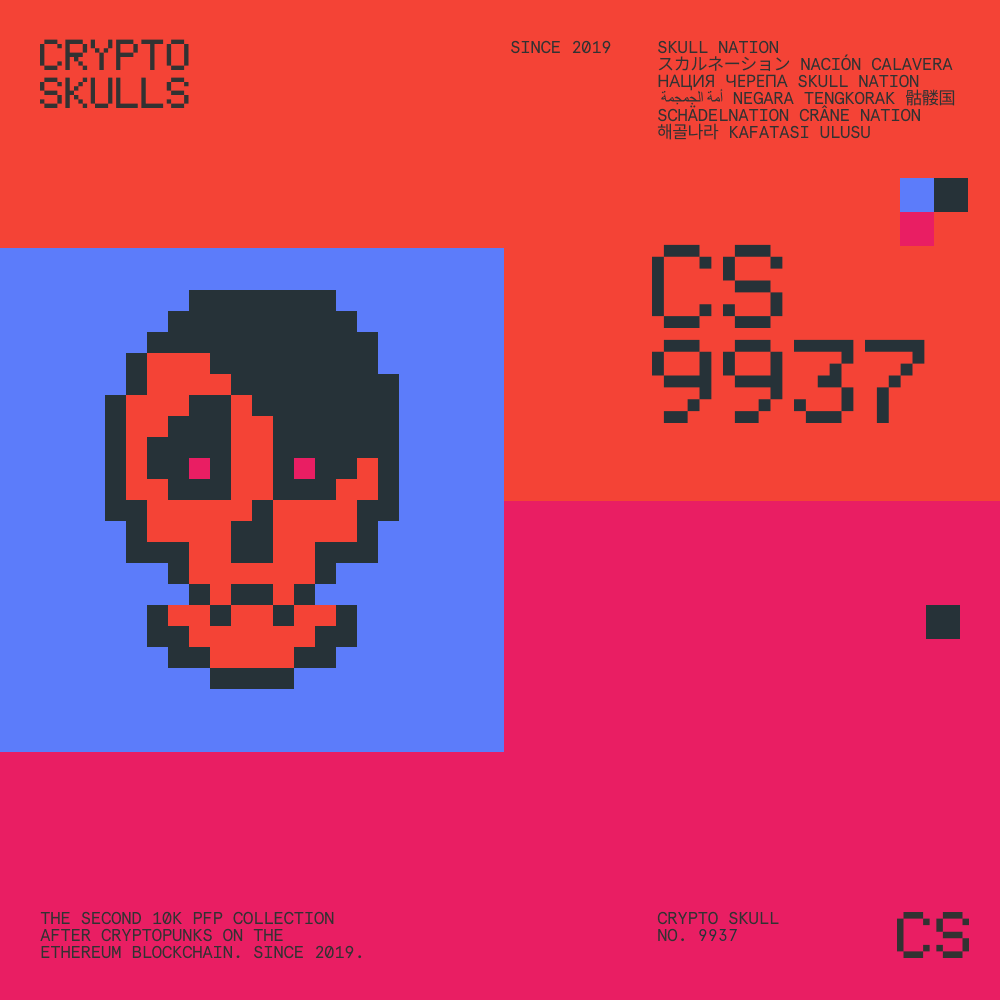 CRYPTO
SKULLS
SINCE 2019
SKULL NATION
スカルネーション NACIÓN CALAVERA
НАЦИЯ ЧЕРЕПА SKULL NATION
أمة الجمجمة NEGARA TENGKORAK 骷髅国
SCHÄDELNATION CRÂNE NATION
해골나라 KAFATASI ULUSU
CS
9937
THE SECOND 10K PFP COLLECTION
AFTER CRYPTOPUNKS ON THE
ETHEREUM BLOCKCHAIN. SINCE 2019.
CRYPTO SKULL
NO. 9937
CS